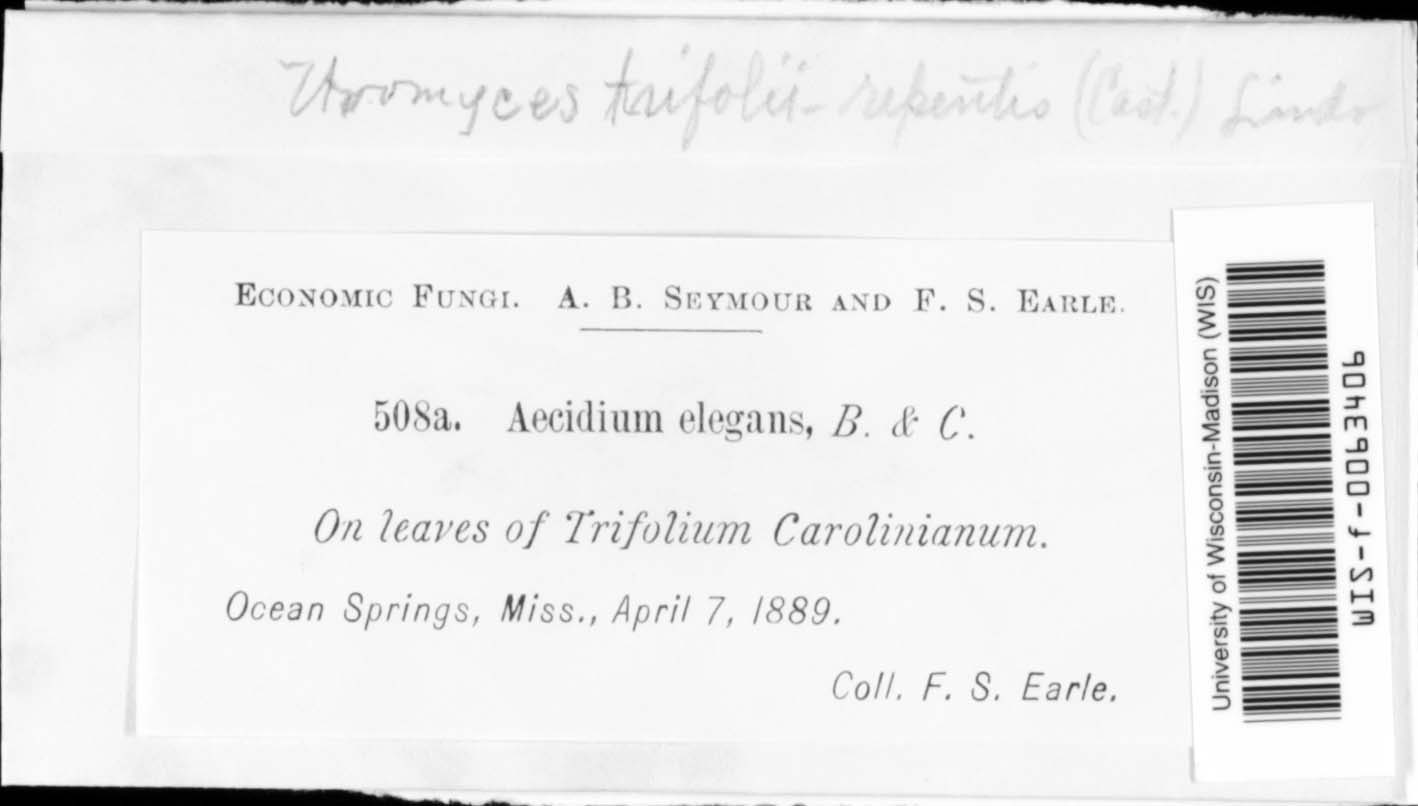 Uromyces trifolii-repentis (Cast.) Lindr
ECONOMIC FUNGI. A. B. SEYMOUR AND F. S. EARLE.
508a. Aecidium elegans, B. & C.
On leaves of Trifolium Carolinianum.
Ocean Springs, Miss., April 7, 1889.
Coll. F. S. Earle.
University of Wisconsin-Madison (WIS)
WIS-f-0063406